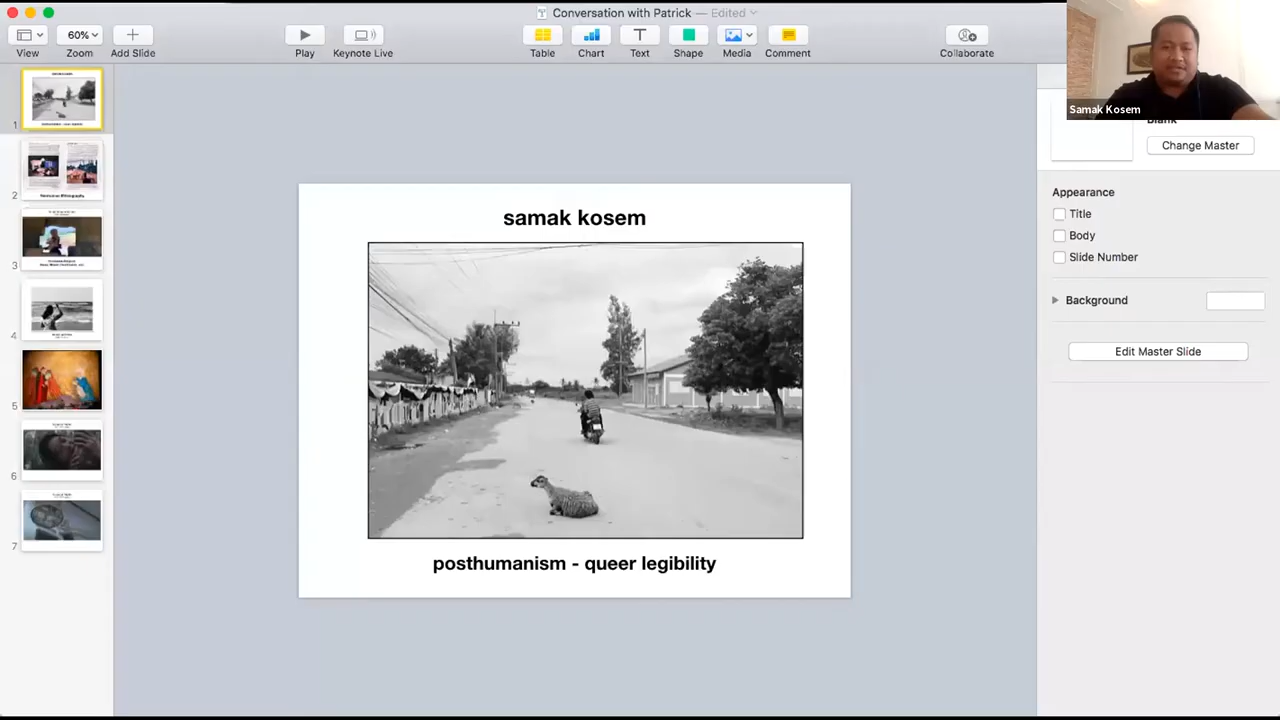 Conversation with Patrick — Edited
View
60%
Zoom
Add Slide
Play
Keynote Live
Table
Chart
Text
Shape
Media
Comment
Collaborate
Samak Kosem
Blank
Change Master
Appearance
Title
Body
Slide Number
Background
Edit Master Slide
1
2
3
4
5
6
7
samak kosem
posthumanism - queer legibility